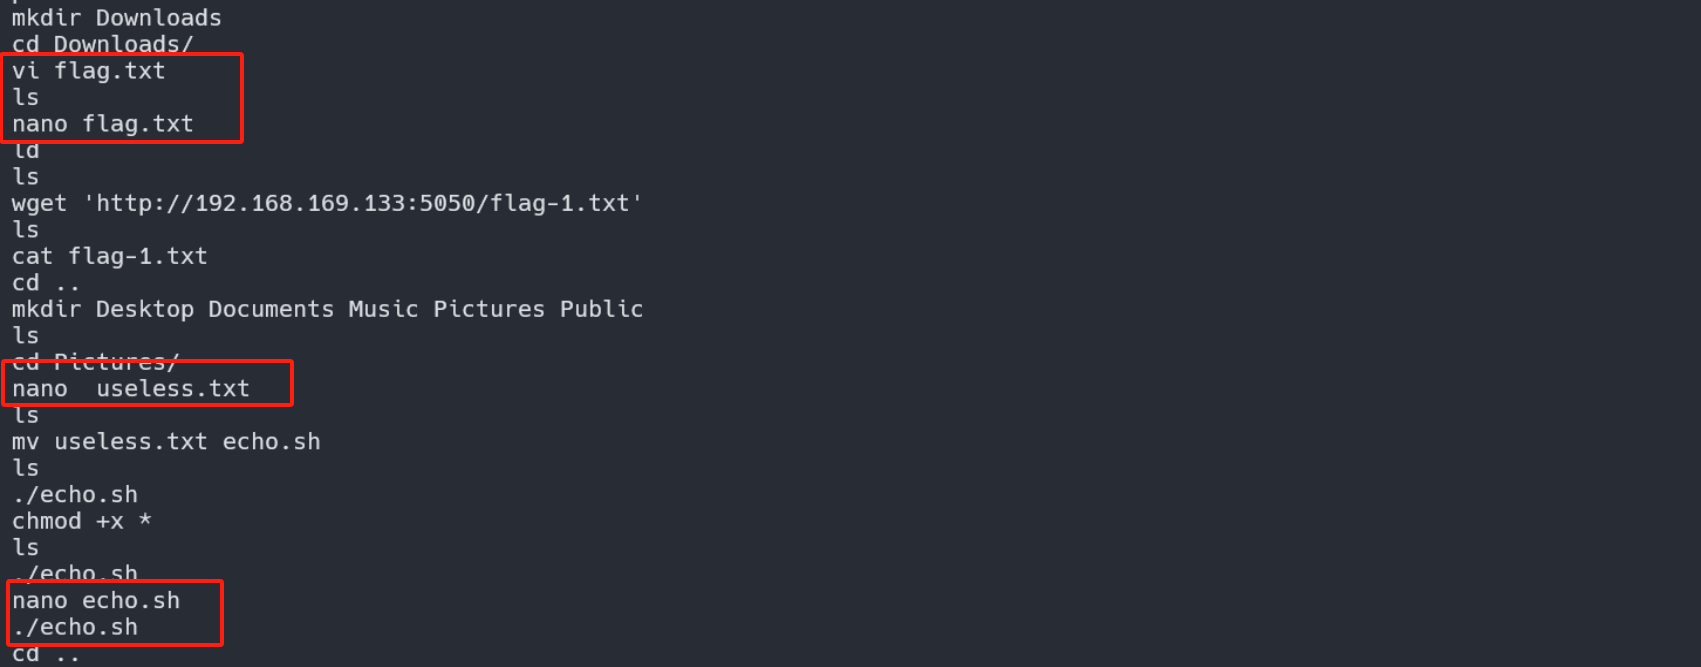 mkdir Downloads
cd Downloads/
vi flag.txt
ls
nano flag.txt
ld
ls
wget 'http://192.168.169.133:5050/flag-1.txt'
ls
cat flag-1.txt
cd ..
mkdir Desktop Documents Music Pictures Public
ls
cd Pictures/
nano  useless.txt
ls
mv useless.txt echo.sh
ls
./echo.sh
chmod +x *
ls
./echo.sh
nano echo.sh
./echo.sh
cd ..